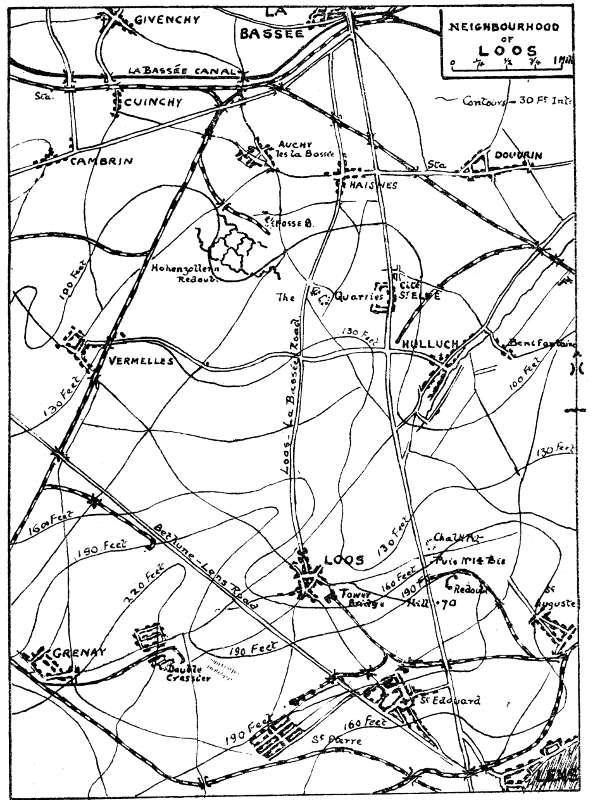 GIVENCHY
LA
BASSÉE
NEIGHBOURHOOD
OF
LOOS
0 ¼ ½ ¾ 1 Mile
Contours - 30 Ft Int:
LA BASSÉE CANAL
Sta
CUINCHY
CAMBRIN
AUCHY
les La Bassée
Sta
DOUVRIN
HAISNES
FOSSE 8.
Hohenzollern
Redoubt
100 Feet
The Quarries
Cité
St ELIE
130 Feet
HULLUCH
Benifontaine
VERMELLES
130 Feet
Loos - La Bassée Road
100 Feet
130 Feet
160 Feet
190 Feet
220 Feet
Bethune - Lens Road
130 Feet
Chalk Pit
Puits No 14 Bis
LOOS
160 Feet
190 Feet
Redoubt
Tower
Bridge
Hill 70
St
Auguste
GRENAY
190 Feet
Double
Crassier
190 Feet
160 Feet
St Edouard
St Pierre
LENS